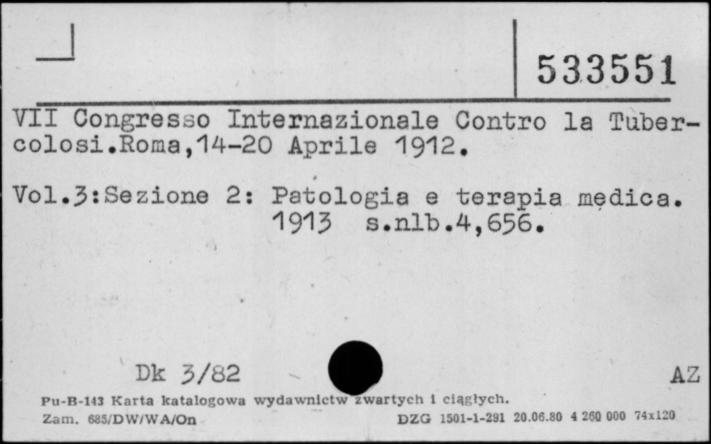 533551
VII Congresso Internazionale Contro la Tuber-
colosi.Roma,14-20 Aprile 1912.
Vol.3:Sezione 2: Patologia e terapia medica.
1913 s.nlb.4,656.
Dk 3/82
AZ
Pu-B-143 Karta katalogowa wydawnictw zwartych i ciągłych.
Zam. 685/DW/WA/On DZG 1501-1-291 20.06.80 4 260 000 74x120